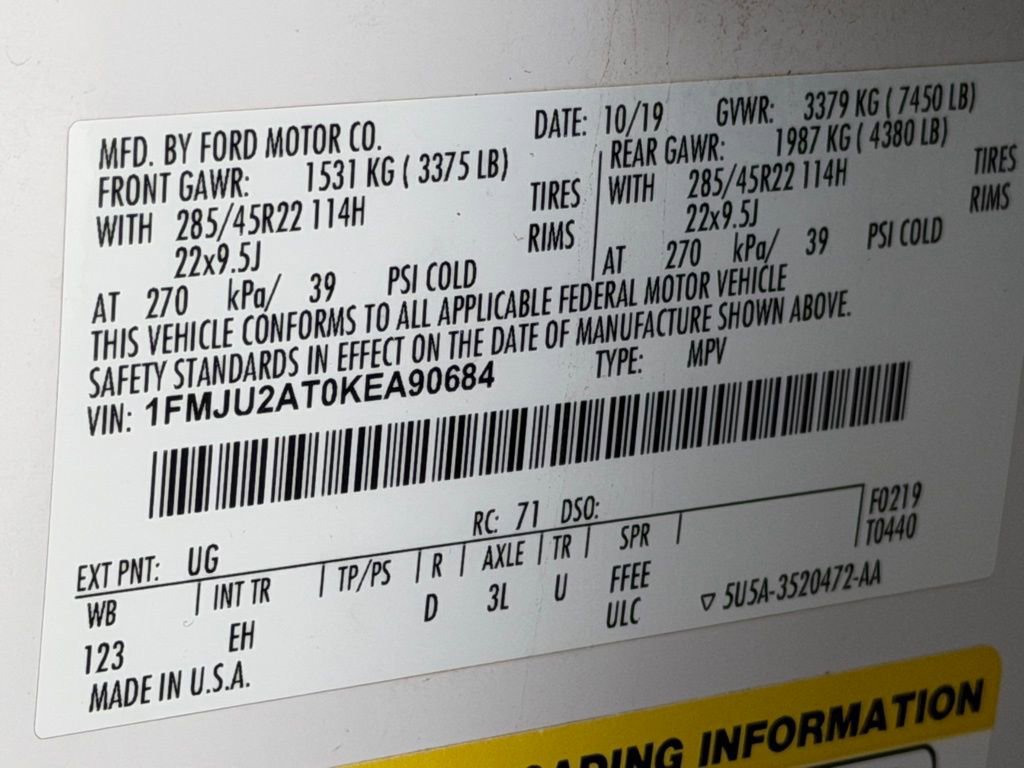 MFD. BY FORD MOTOR CO. DATE: 10/19 GVWR: 3379 KG ( 7450 LB)
FRONT GAWR: 1531 KG ( 3375 LB) REAR GAWR: 1987 KG ( 4380 LB)
WITH 285/45R22 114H TIRES WITH 285/45R22 114H TIRES
22x9.5J RIMS 22x9.5J RIMS
AT 270 kPa/ 39 PSI COLD AT 270 kPa/ 39 PSI COLD
THIS VEHICLE CONFORMS TO ALL APPLICABLE FEDERAL MOTOR VEHICLE
SAFETY STANDARDS IN EFFECT ON THE DATE OF MANUFACTURE SHOWN ABOVE.
VIN: 1FMJU2AT0KEA90684 TYPE: MPV
EXT PNT: UG RC: 71 DSO: F0219
WB INT TR TP/PS R AXLE TR SPR T0440
123 EH D 3L U FFEE
ULC ▽ 5U5A-3520472-AA
MADE IN U.S.A.
ADING INFORMATION